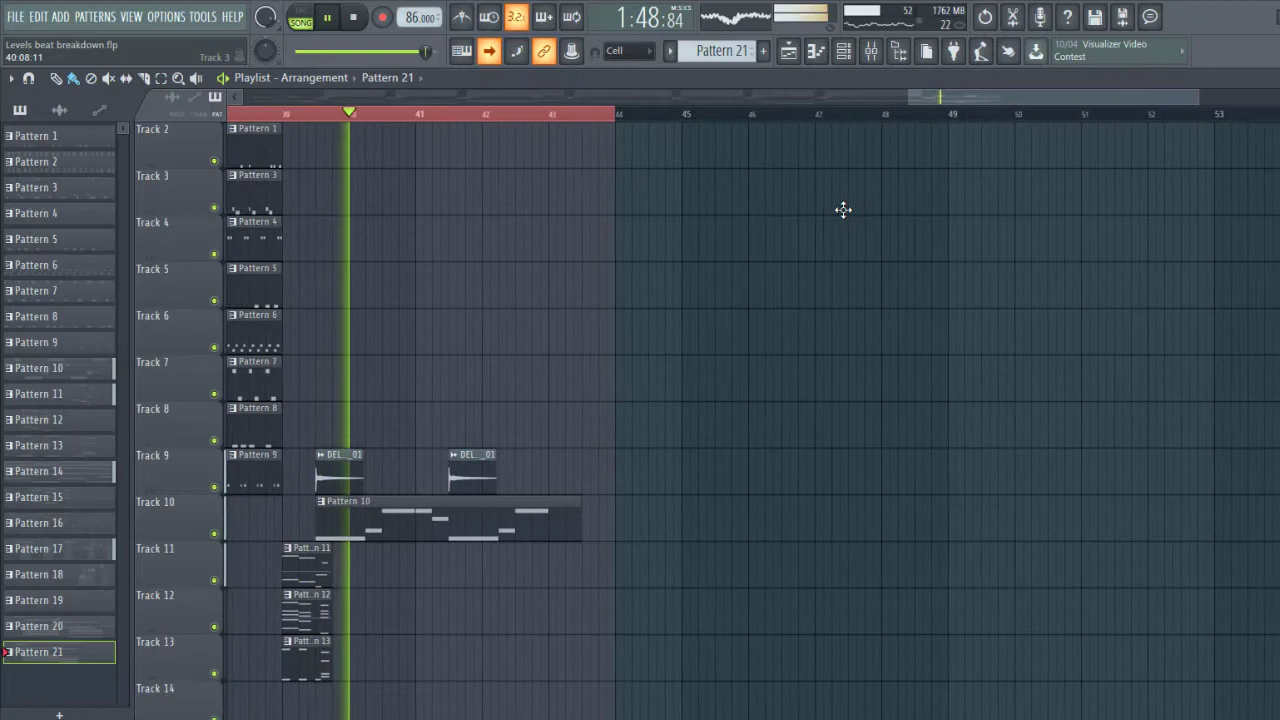 FILE EDIT ADD PATTERNS VIEW OPTIONS TOOLS HELP
SONG
86.000
3.2.
1:48:84
M:S:CS
52
1762 MB
22
Levels beat breakdown.flp
40:08:11
Track 3
Cell
Pattern 21
10/04 Visualizer Video
Contest
Playlist - Arrangement
Pattern 21
39
40
41
42
43
44
45
46
47
48
49
50
51
52
53
Pattern 1
Pattern 2
Pattern 3
Pattern 4
Pattern 5
Pattern 6
Pattern 7
Pattern 8
Pattern 9
Pattern 10
Pattern 11
Pattern 12
Pattern 13
Pattern 14
Pattern 15
Pattern 16
Pattern 17
Pattern 18
Pattern 19
Pattern 20
Pattern 21
Track 2
Pattern 1
Track 3
Pattern 3
Track 4
Pattern 4
Track 5
Pattern 5
Track 6
Pattern 6
Track 7
Pattern 7
Track 8
Pattern 8
Track 9
Pattern 9
DEL..._01
DEL..._01
Track 10
Pattern 10
Track 11
Patt..n 11
Track 12
Patt..n 12
Track 13
Patt..n 13
Track 14